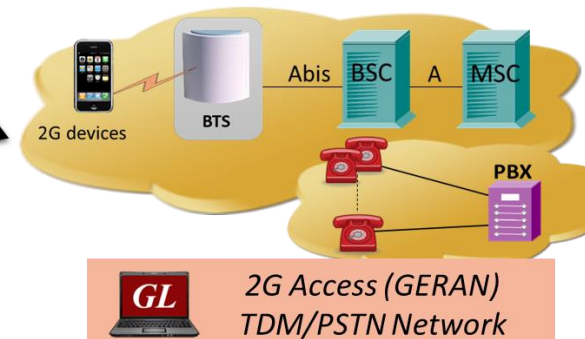 Abis
BSC
A
MSC
2G devices
BTS
PBX
GL
2G Access (GERAN)
TDM/PSTN Network